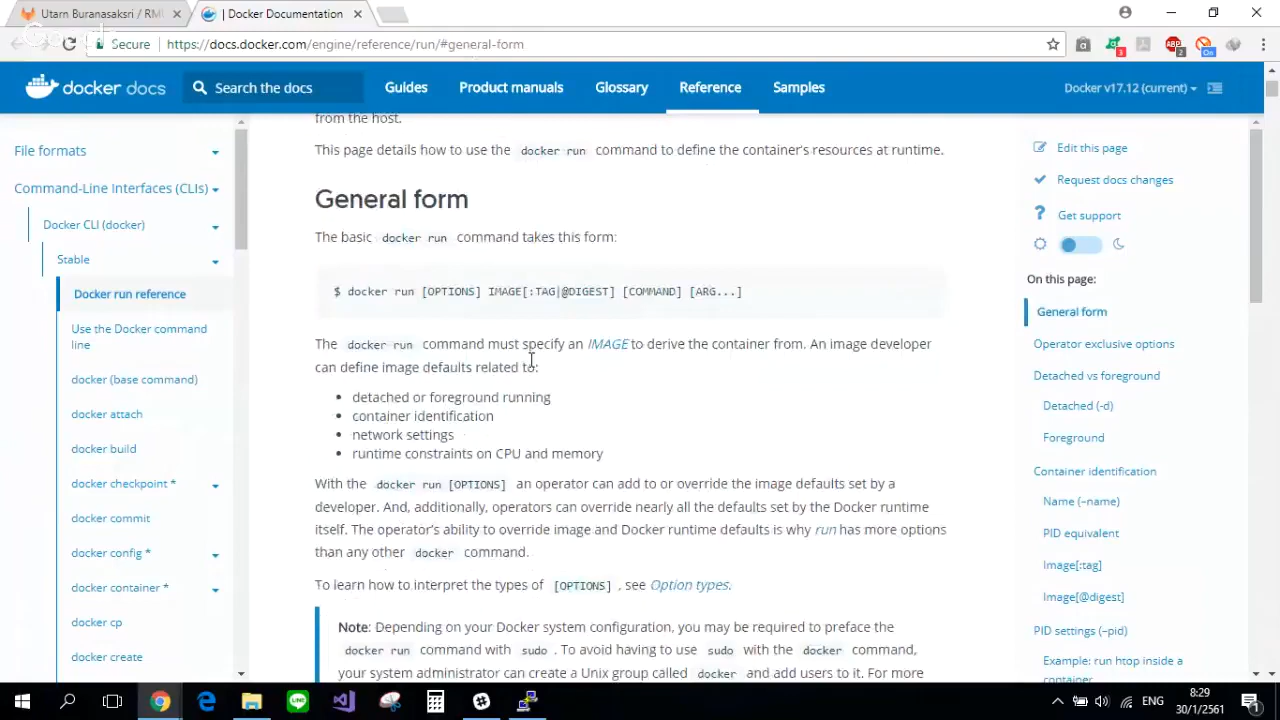 Utarn Buranasaksri / RM
| Docker Documentation
Google
Secure
https://docs.docker.com/engine/reference/run/#general-form
ABP
3
2
On
docker docs
Search the docs
Guides
Product manuals
Glossary
Reference
Samples
Docker v17.12 (current)
File formats
Command-Line Interfaces (CLIs)
Docker CLI (docker)
Stable
Docker run reference
Use the Docker command
line
docker (base command)
docker attach
docker build
docker checkpoint *
docker commit
docker config *
docker container *
docker cp
docker create
from the host.
This page details how to use the docker run command to define the container's resources at runtime.
General form
The basic docker run command takes this form:
$ docker run [OPTIONS] IMAGE[:TAG|@DIGEST] [COMMAND] [ARG...]
The docker run command must specify an IMAGE to derive the container from. An image developer
can define image defaults related to:
• detached or foreground running
• container identification
• network settings
• runtime constraints on CPU and memory
With the docker run [OPTIONS] an operator can add to or override the image defaults set by a
developer. And, additionally, operators can override nearly all the defaults set by the Docker runtime
itself. The operator's ability to override image and Docker runtime defaults is why run has more options
than any other docker command.
To learn how to interpret the types of [OPTIONS] , see Option types.
Note: Depending on your Docker system configuration, you may be required to preface the
docker run command with sudo . To avoid having to use sudo with the docker command,
your system administrator can create a Unix group called docker and add users to it. For more
Edit this page
Request docs changes
Get support
On this page:
General form
Operator exclusive options
Detached vs foreground
Detached (-d)
Foreground
Container identification
Name (–name)
PID equivalent
Image[:tag]
Image[@digest]
PID settings (–pid)
Example: run htop inside a
container
LINE
ENG
8:29
30/1/2561
1